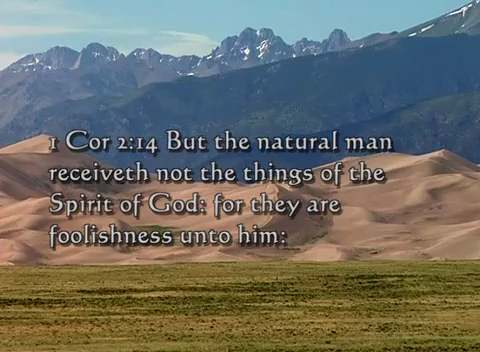 1 Cor 2:14 But the natural man
receiveth not the things of the
Spirit of God: for they are
foolishness unto him: